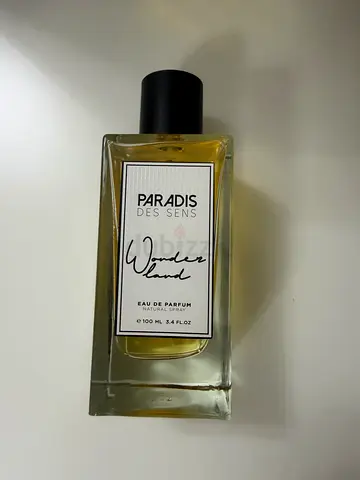 PARADIS
DES SENS
Wonder
land
EAU DE PARFUM
NATURAL SPRAY
℮ 100 ML 3.4 FL.OZ